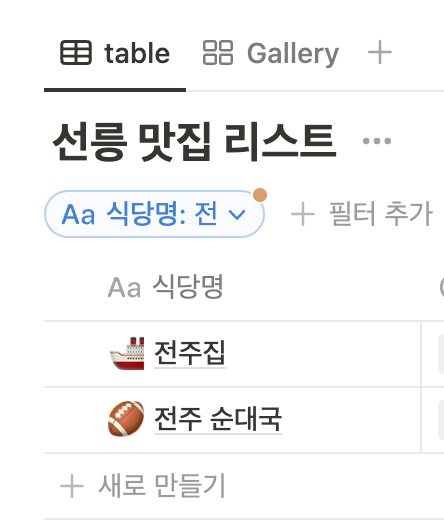 table Gallery
선릉 맛집 리스트 ...
Aa 식당명: 전 + 필터 추가
Aa 식당명
전주집
전주 순대국
+ 새로 만들기